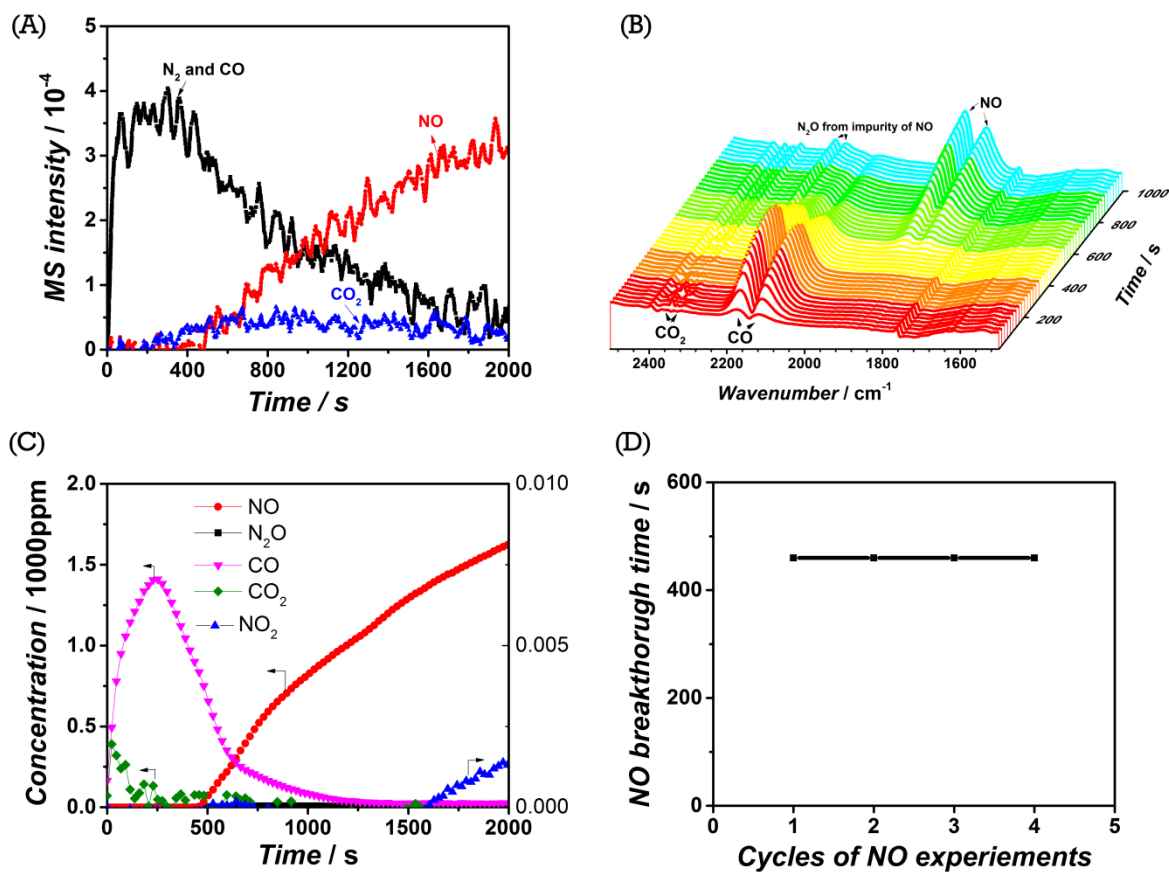 (A)
5
4
3
2
1
0
MS intensity / 10-4
N2 and CO
NO
CO2
0 400 800 1200 1600 2000
Time / s
(B)
N2O from impurity of NO
NO
CO2
CO
2400 2200 2000 1800 1600
Wavenumber / cm-1
200
400
600
800
1000
Time / s
(C)
2.0
1.5
1.0
0.5
0.0
Concentration / 1000ppm
NO
N2O
CO
CO2
NO2
0.010
0.005
0.000
0 500 1000 1500 2000
Time / s
(D)
600
400
200
0
NO breakthorugh time / s
0 1 2 3 4 5
Cycles of NO experiements